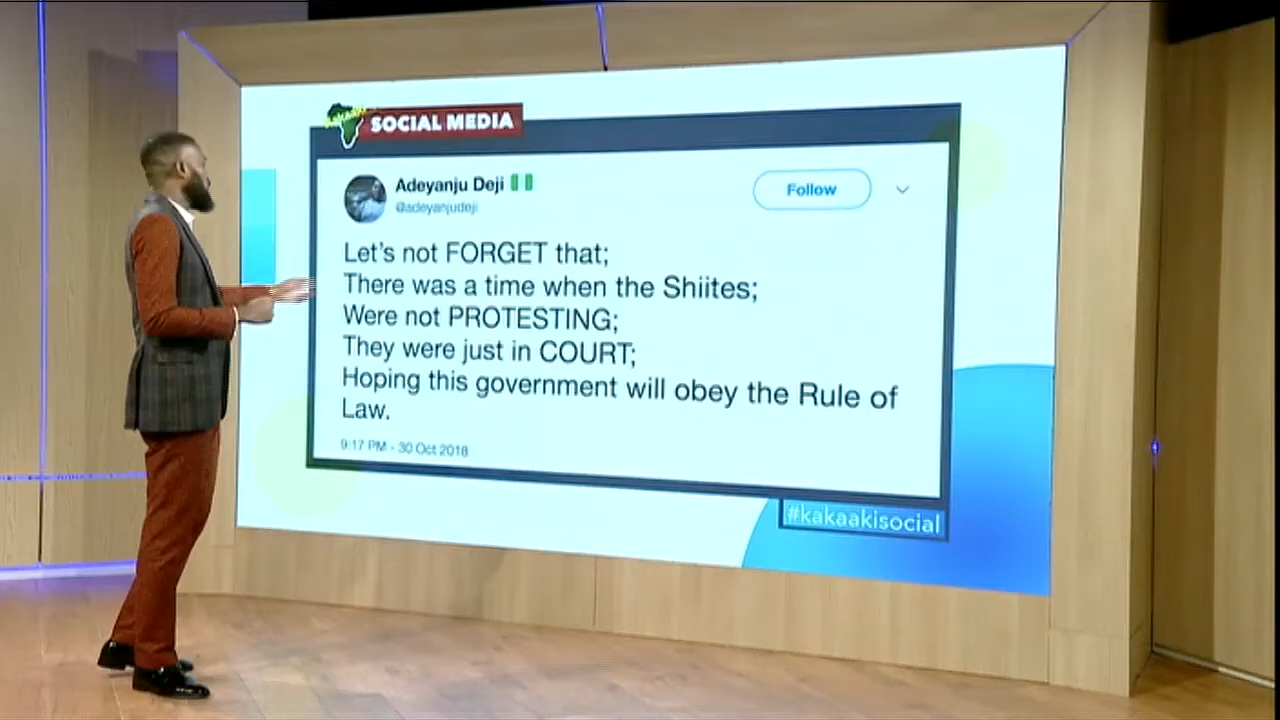 SOCIAL MEDIA
Adeyanju Deji
@adeyanjudeji
Follow
Let's not FORGET that;
There was a time when the Shiites;
Were not PROTESTING;
They were just in COURT;
Hoping this government will obey the Rule of
Law.
9:17 PM - 30 Oct 2018
#kakaakisocial